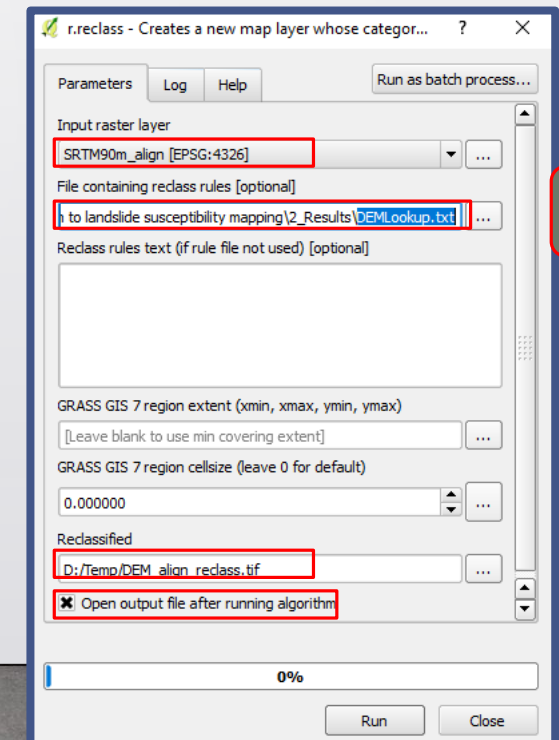 r.reclass - Creates a new map layer whose categor... ? X
Parameters Log Help Run as batch process...
Input raster layer
SRTM90m_align [EPSG:4326] ...
File containing reclass rules [optional]
to landslide susceptibility mapping\2_Results\DEMLookup.txt ...
Reclass rules text (if rule file not used) [optional]
GRASS GIS 7 region extent (xmin, xmax, ymin, ymax)
[Leave blank to use min covering extent] ...
GRASS GIS 7 region cellsize (leave 0 for default)
0.000000 ...
Reclassified
D:/Temp/DEM_align_reclass.tif ...
Open output file after running algorithm
0%
Run Close